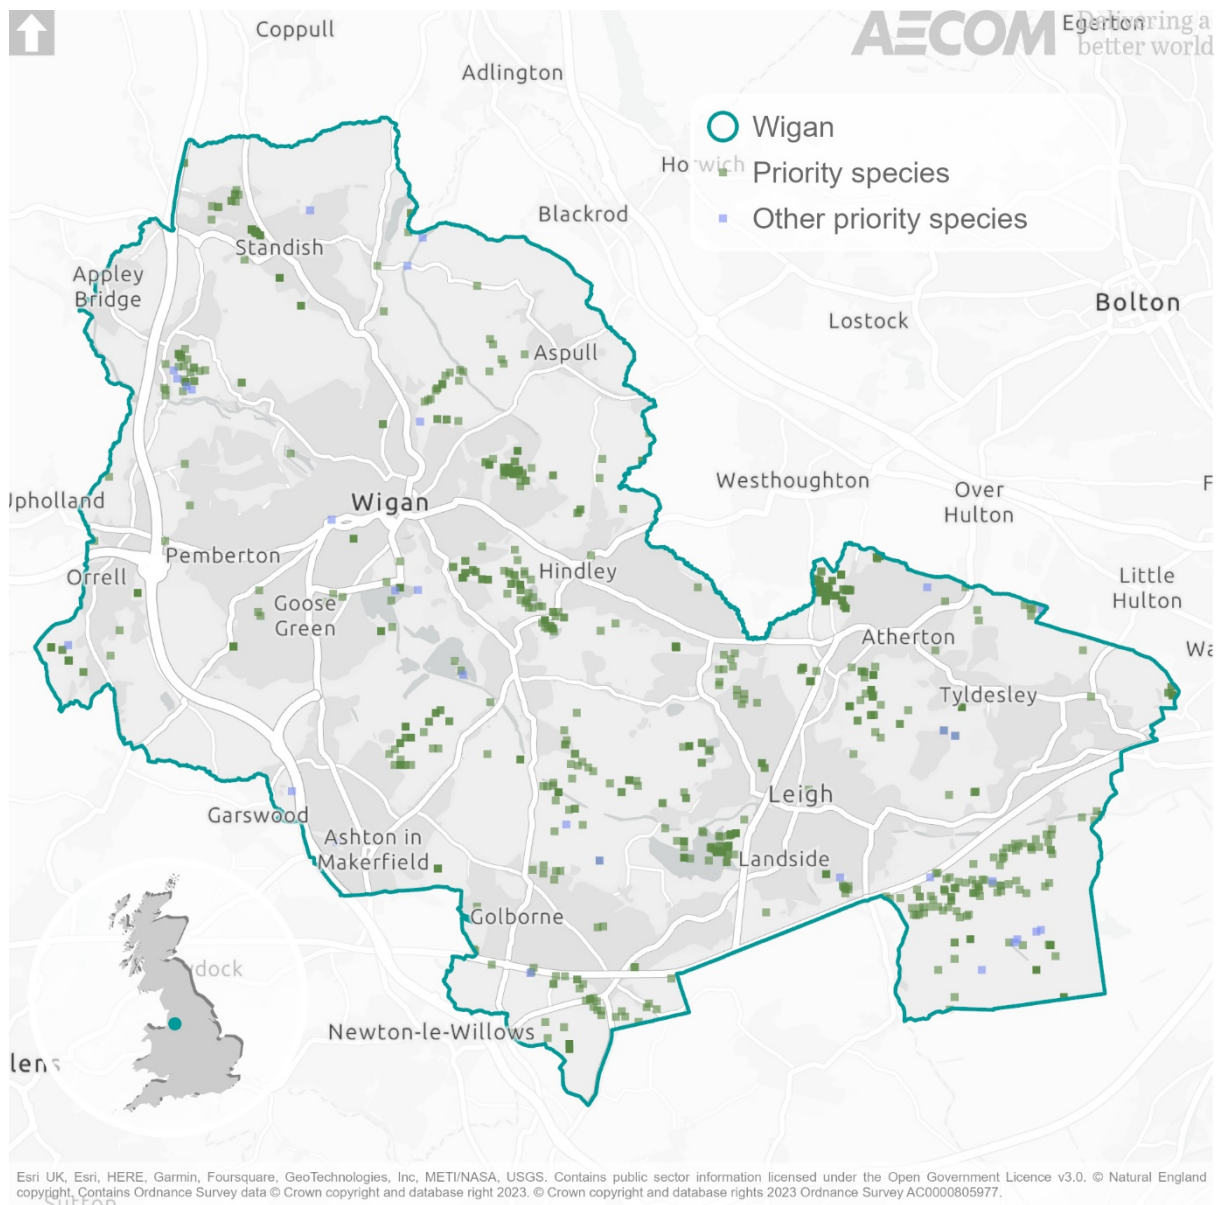 Coppull
AECOM
Egerton
Delivering a
better world
Adlington
Wigan
Horwich
Priority species
Blackrod
Other priority species
Standish
Appley
Bridge
Bolton
Lostock
Aspull
Westhoughton
Over
Hulton
Upholland
Wigan
Pemberton
Orrell
Hindley
Little
Hulton
Goose
Green
Atherton
Tyldesley
Leigh
Garswood
Ashton in
Makerfield
Landside
Golborne
dock
Newton-le-Willows
lens
Esri UK, Esri, HERE, Garmin, Foursquare, GeoTechnologies, Inc, METI/NASA, USGS. Contains public sector information licensed under the Open Government Licence v3.0. © Natural England
copyright. Contains Ordnance Survey data © Crown copyright and database right 2023. © Crown copyright and database rights 2023 Ordnance Survey AC0000805977.
Sutton